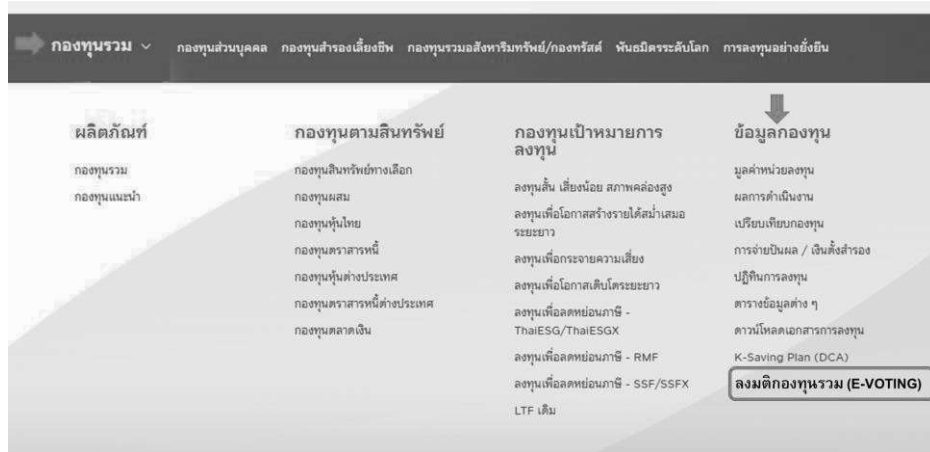 กองทุนรวม
กองทุนส่วนบุคคล
กองทุนสำรองเลี้ยงชีพ
กองทุนรวมอสังหาริมทรัพย์/กองทรัสต์
พันธมิตรระดับโลก
การลงทุนอย่างยั่งยืน
ผลิตภัณฑ์
กองทุนรวม
กองทุนแนะนำ
กองทุนตามสินทรัพย์
กองทุนสินทรัพย์ทางเลือก
กองทุนผสม
กองทุนหุ้นไทย
กองทุนตราสารหนี้
กองทุนหุ้นต่างประเทศ
กองทุนตราสารหนี้ต่างประเทศ
กองทุนตลาดเงิน
กองทุนเป้าหมายการ
ลงทุน
ลงทุนสั้น เสี่ยงน้อย สภาพคล่องสูง
ลงทุนเพื่อโอกาสสร้างรายได้สม่ำเสมอ
ระยะยาว
ลงทุนเพื่อกระจายความเสี่ยง
ลงทุนเพื่อโอกาสเติบโตระยะยาว
ลงทุนเพื่อลดหย่อนภาษี -
ThaiESG/ThaiESGX
ลงทุนเพื่อลดหย่อนภาษี - RMF
ลงทุนเพื่อลดหย่อนภาษี - SSF/SSFX
LTF เดิม
ข้อมูลกองทุน
มูลค่าหน่วยลงทุน
ผลการดำเนินงาน
เปรียบเทียบกองทุน
การจ่ายปันผล / เงินตั้งสำรอง
ปฏิทินการลงทุน
ตารางข้อมูลต่าง ๆ
ดาวน์โหลดเอกสารการลงทุน
K-Saving Plan (DCA)
ลงมติกองทุนรวม (E-VOTING)